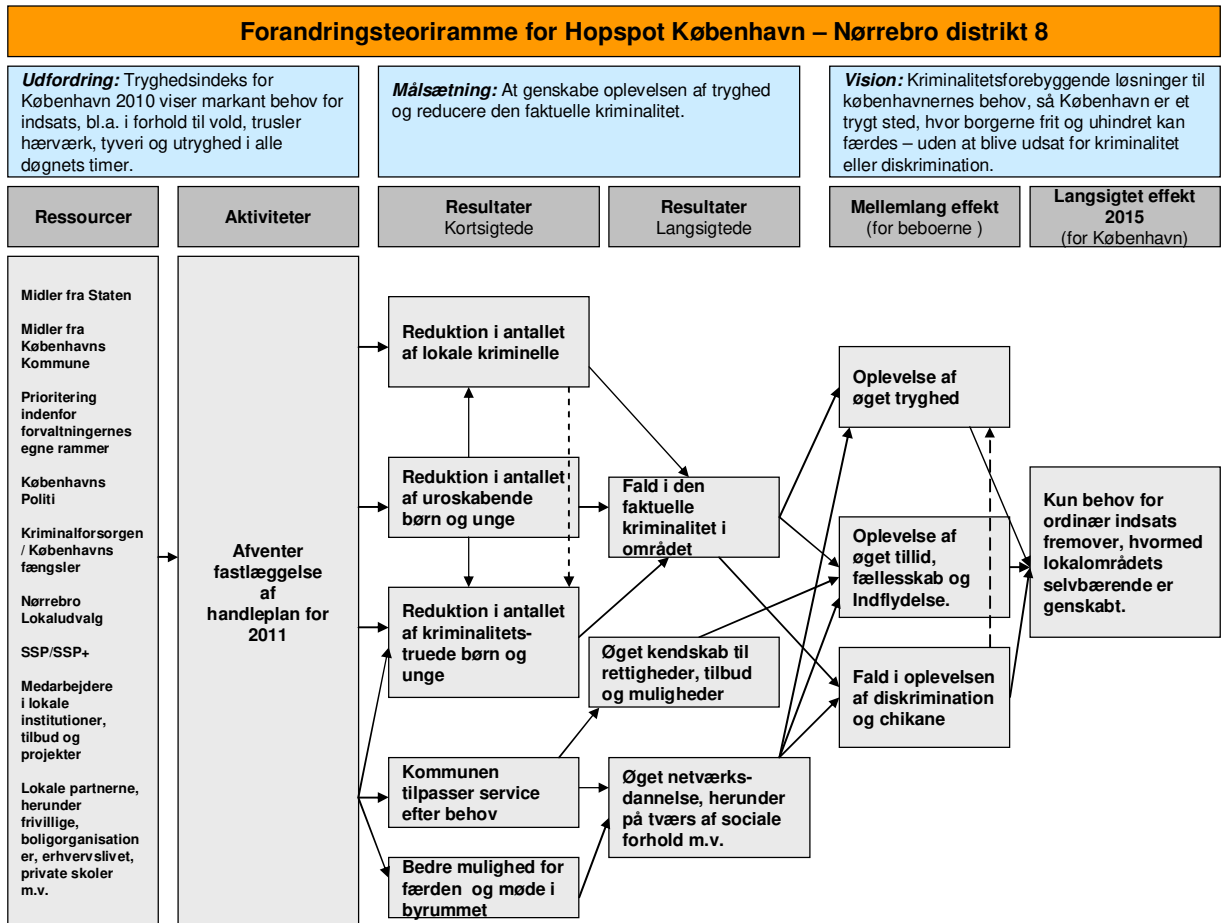 Forandringsteoriramme for Hopspot København – Nørrebro distrikt 8
Udfordring: Tryghedsindeks for
København 2010 viser markant behov for
indsats, bl.a. i forhold til vold, trusler
hærværk, tyveri og utryghed i alle
døgnets timer.
Målsætning: At genskabe oplevelsen af tryghed
og reducere den faktuelle kriminalitet.
Vision: Kriminalitetsforebyggende løsninger til
københavnernes behov, så København er et
trygt sted, hvor borgerne frit og uhindret kan
færdes – uden at blive udsat for kriminalitet
eller diskrimination.
Ressourcer
Aktiviteter
Resultater
Kortsigtede
Resultater
Langsigtede
Mellemlang effekt
(for beboerne )
Langsigtet effekt
2015
(for København)
Midler fra Staten
Midler fra
Københavns
Kommune
Prioritering
indenfor
forvaltningernes
egne rammer
Københavns
Politi
Kriminalforsorgen
/ Københavns
fængsler
Nørrebro
Lokaludvalg
SSP/SSP+
Medarbejdere
i lokale
institutioner,
tilbud og
projekter
Lokale partnerne,
herunder
frivillige,
boligorganisation
er, erhvervslivet,
private skoler
m.v.
Afventer
fastlæggelse
af
handleplan for
2011
Reduktion i antallet
af lokale kriminelle
Reduktion i antallet
af uroskabende
børn og unge
Reduktion i antallet
af kriminalitets-
truede børn og
unge
Kommunen
tilpasser service
efter behov
Bedre mulighed for
færden og møde i
byrummet
Fald i den
faktuelle
kriminalitet i
området
Øget kendskab til
rettigheder, tilbud
og muligheder
Øget netværks-
dannelse, herunder
på tværs af sociale
forhold m.v.
Oplevelse af
øget tryghed
Oplevelse af
øget tillid,
fællesskab og
Indflydelse.
Fald i oplevelsen
af diskrimination
og chikane
Kun behov for
ordinær indsats
fremover, hvormed
lokalområdets
selvbærende er
genskabt.